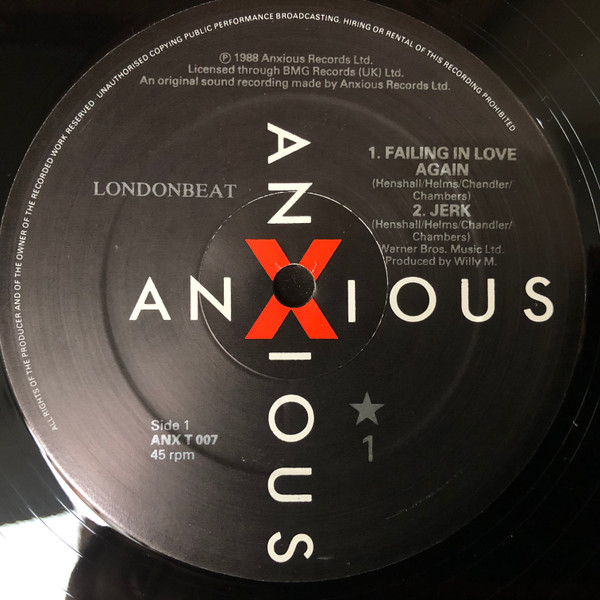 ALL RIGHTS OF THE PRODUCER AND OF THE OWNER OF THE RECORDED WORK RESERVED UNAUTHORISED COPYING PUBLIC PERFORMANCE BROADCASTING, HIRING OR RENTAL OF THIS RECORDING PROHIBITED
℗ 1988 Anxious Records Ltd.
Licensed through BMG Records (UK) Ltd.
An original sound recording made by Anxious Records Ltd.
LONDONBEAT
1. FAILING IN LOVE
AGAIN
(Henshall/Helms/Chandler/
Chambers)
2. JERK
(Henshall/Helms/Chandler/
Chambers)
Warner Bros. Music Ltd.
Produced by Willy M.
ANXIOUS
ANXIOUS
Side 1
ANX T 007
45 rpm
1